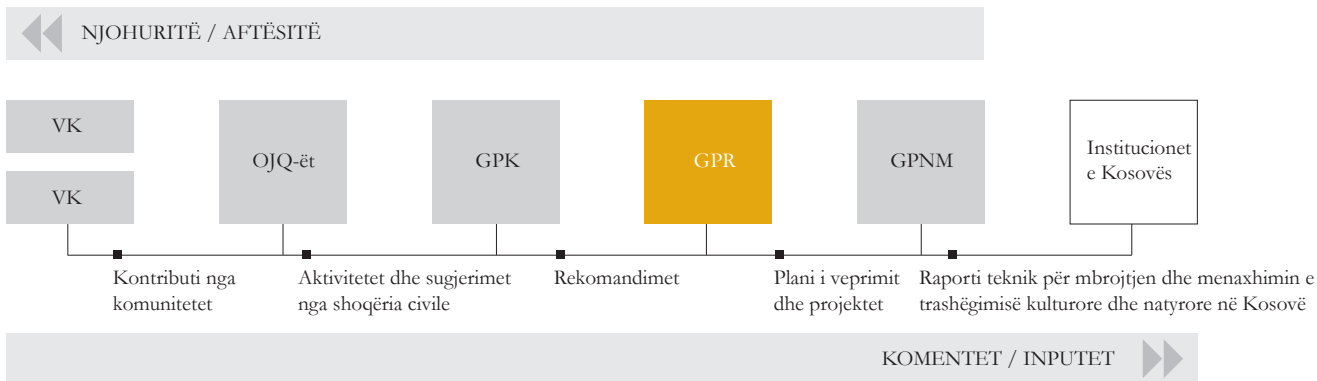 NJOHURITË / AFTËSITË
VK
VK
OJQ-ët
GPK
GPR
GPNM
Institucionet
e Kosovës
Kontributi nga
komunitetet
Aktivitetet dhe sugjerimet
nga shoqëria civile
Rekomandimet
Plani i veprimit
dhe projektet
Raporti teknik për mbrojtjen dhe menaxhimin e
trashëgimisë kulturore dhe natyrore në Kosovë
KOMENTET / INPUTET